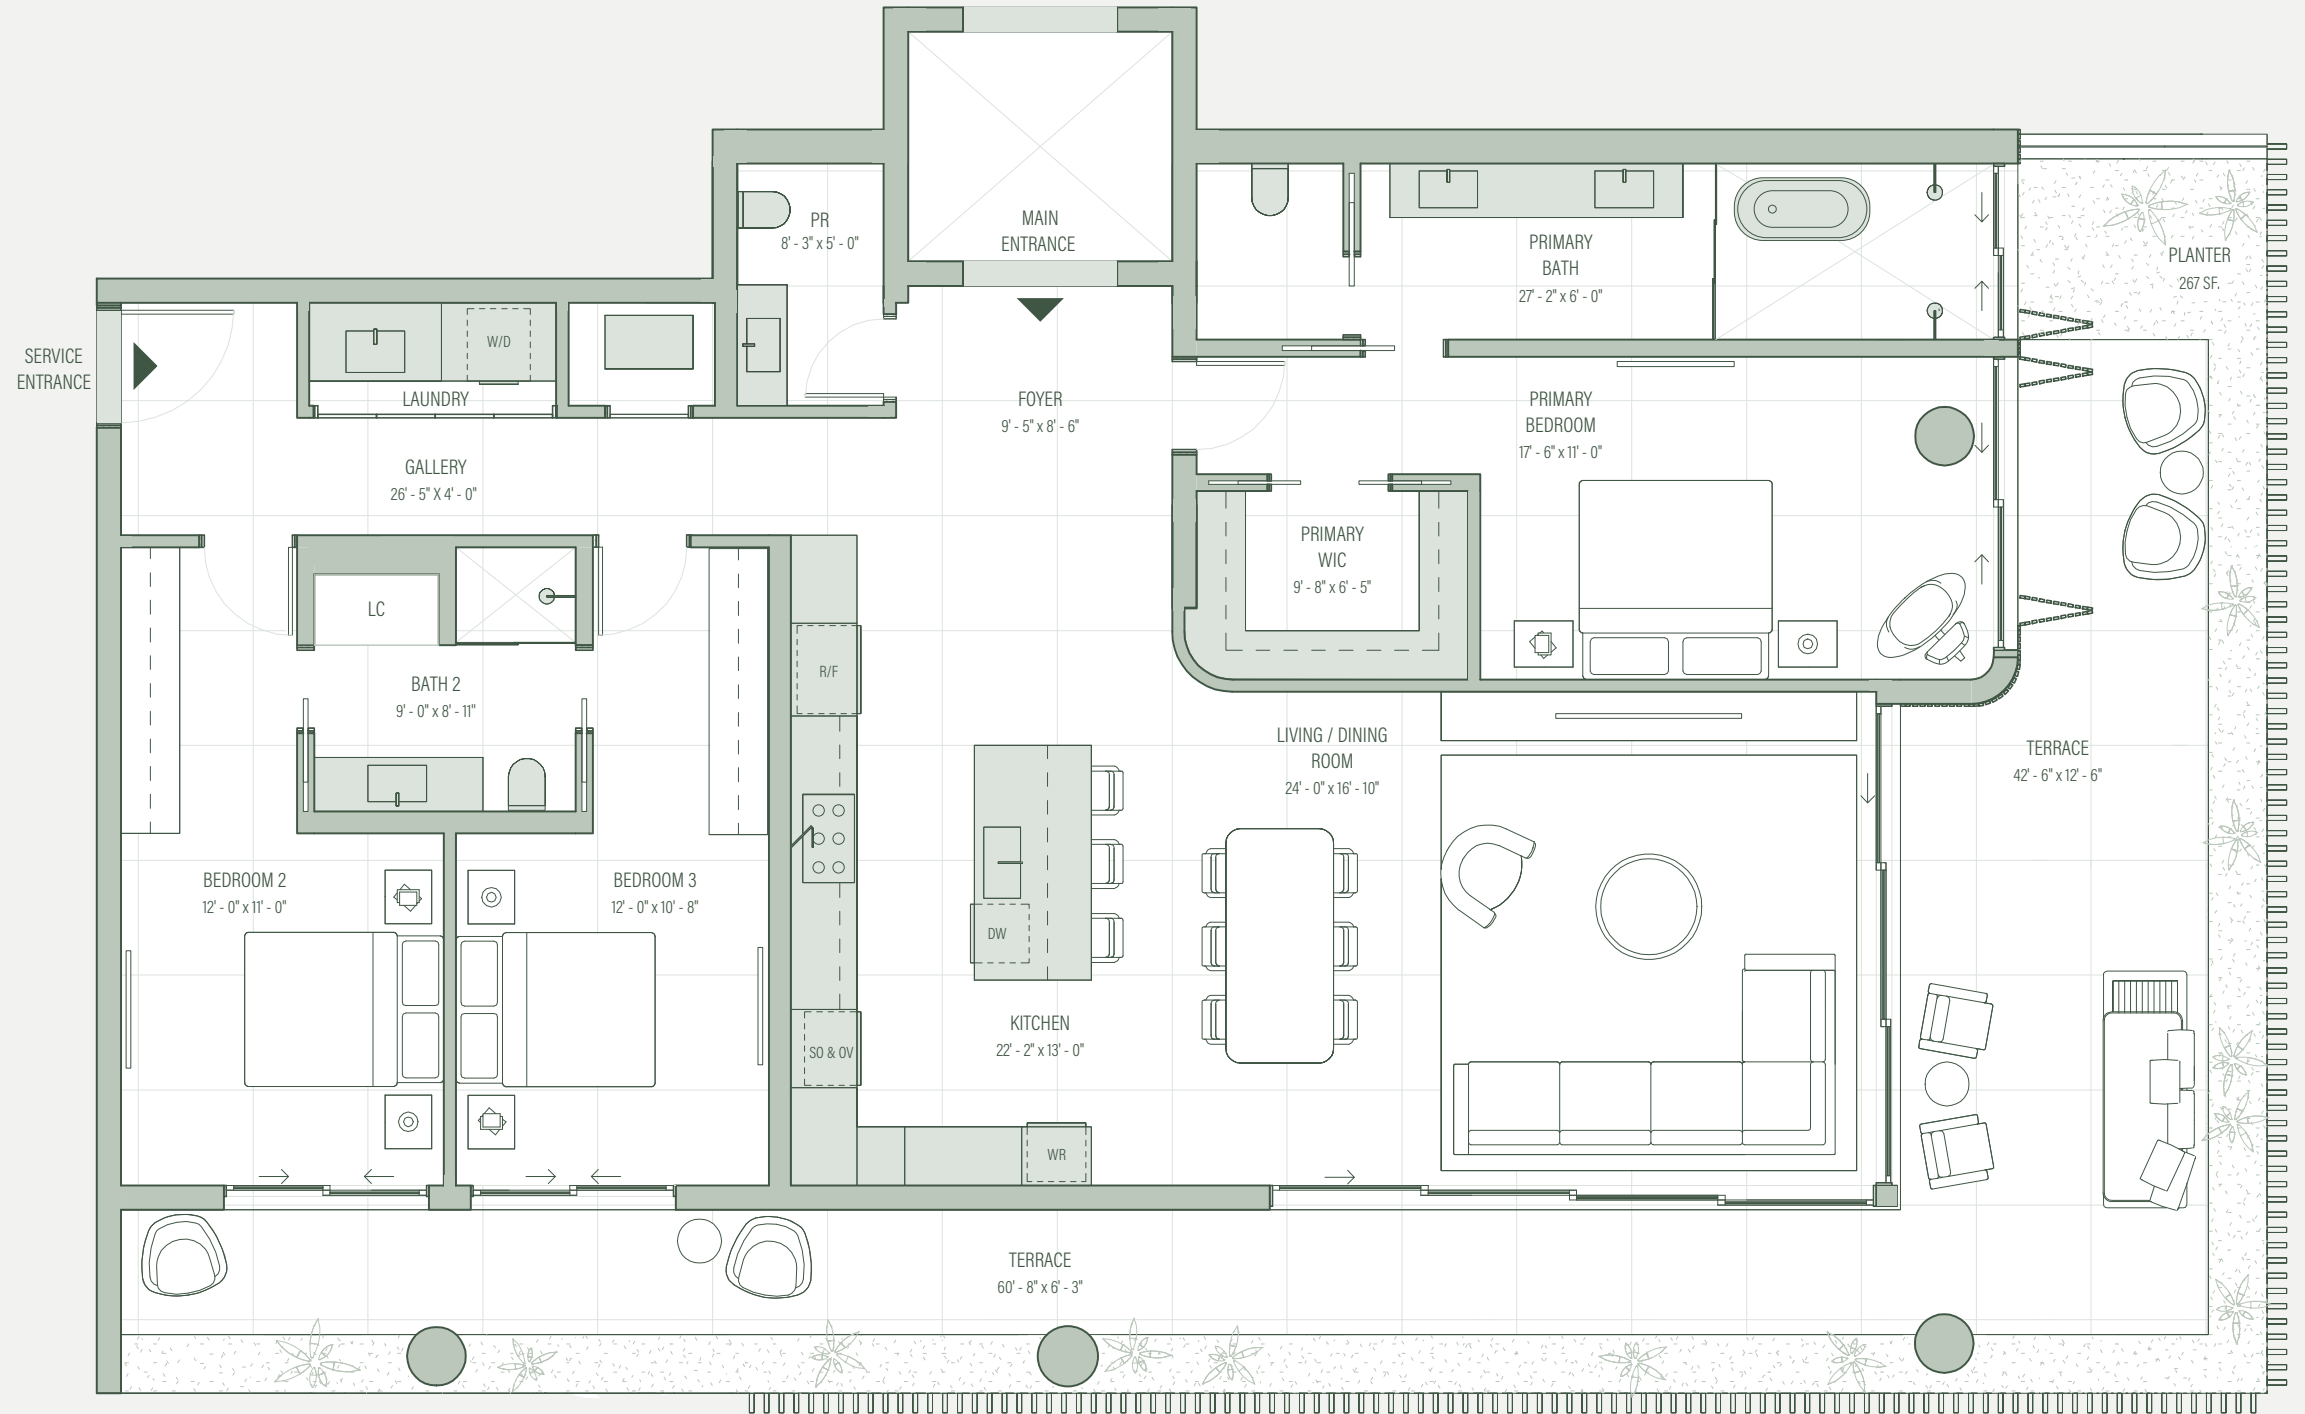 MAIN
ENTRANCE
PR
8' - 3" x 5' - 0"
PRIMARY
BATH
27' - 2" x 6' - 0"
PLANTER
267 SF.
SERVICE
ENTRANCE
W/D
LAUNDRY
FOYER
9' - 5" x 8' - 6"
PRIMARY
BEDROOM
17' - 6" x 11' - 0"
GALLERY
26' - 5" X 4' - 0"
PRIMARY
WIC
9' - 8" x 6' - 5"
LC
R/F
BATH 2
9' - 0" x 8' - 11"
LIVING / DINING
ROOM
24' - 0" x 16' - 10"
TERRACE
42' - 6" x 12' - 6"
BEDROOM 2
12' - 0" x 11' - 0"
BEDROOM 3
12' - 0" x 10' - 8"
DW
KITCHEN
22' - 2" x 13' - 0"
SO & OV
WR
TERRACE
60' - 8" x 6' - 3"